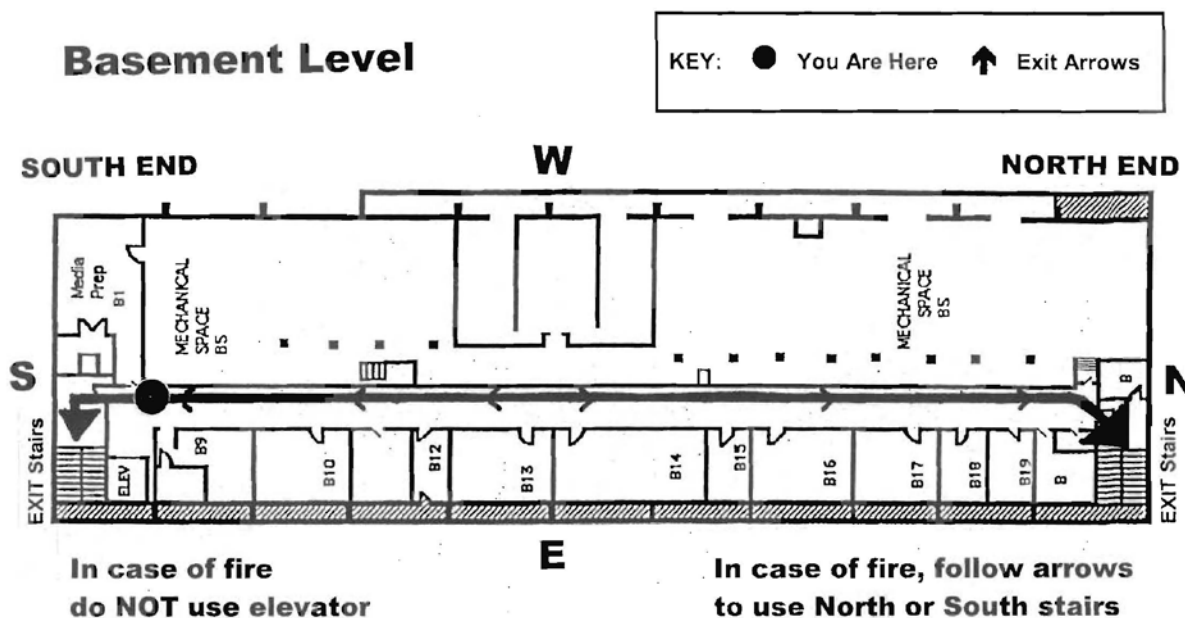 Basement Level
KEY: You Are Here Exit Arrows
SOUTH END
W
NORTH END
Media
Prep
B1
MECHANICAL
SPACE
BS
MECHANICAL
SPACE
BS
S
N
B
EXIT Stairs
ELEV
B9
B10
B12
B13
B14
B15
B16
B17
B18
B19
B
EXIT Stairs
E
In case of fire
do NOT use elevator
In case of fire, follow arrows
to use North or South stairs